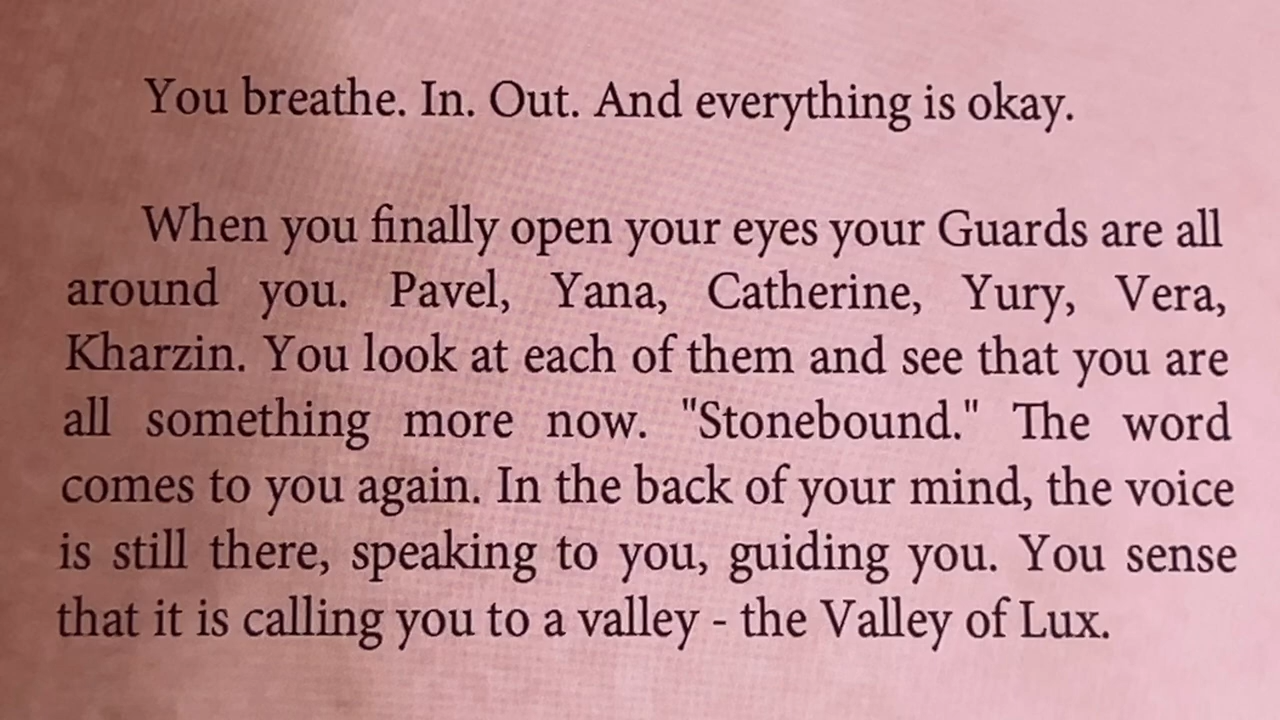 You breathe. In. Out. And everything is okay.
When you finally open your eyes your Guards are all
around you. Pavel, Yana, Catherine, Yury, Vera,
Kharzin. You look at each of them and see that you are
all something more now. "Stonebound." The word
comes to you again. In the back of your mind, the voice
is still there, speaking to you, guiding you. You sense
that it is calling you to a valley - the Valley of Lux.